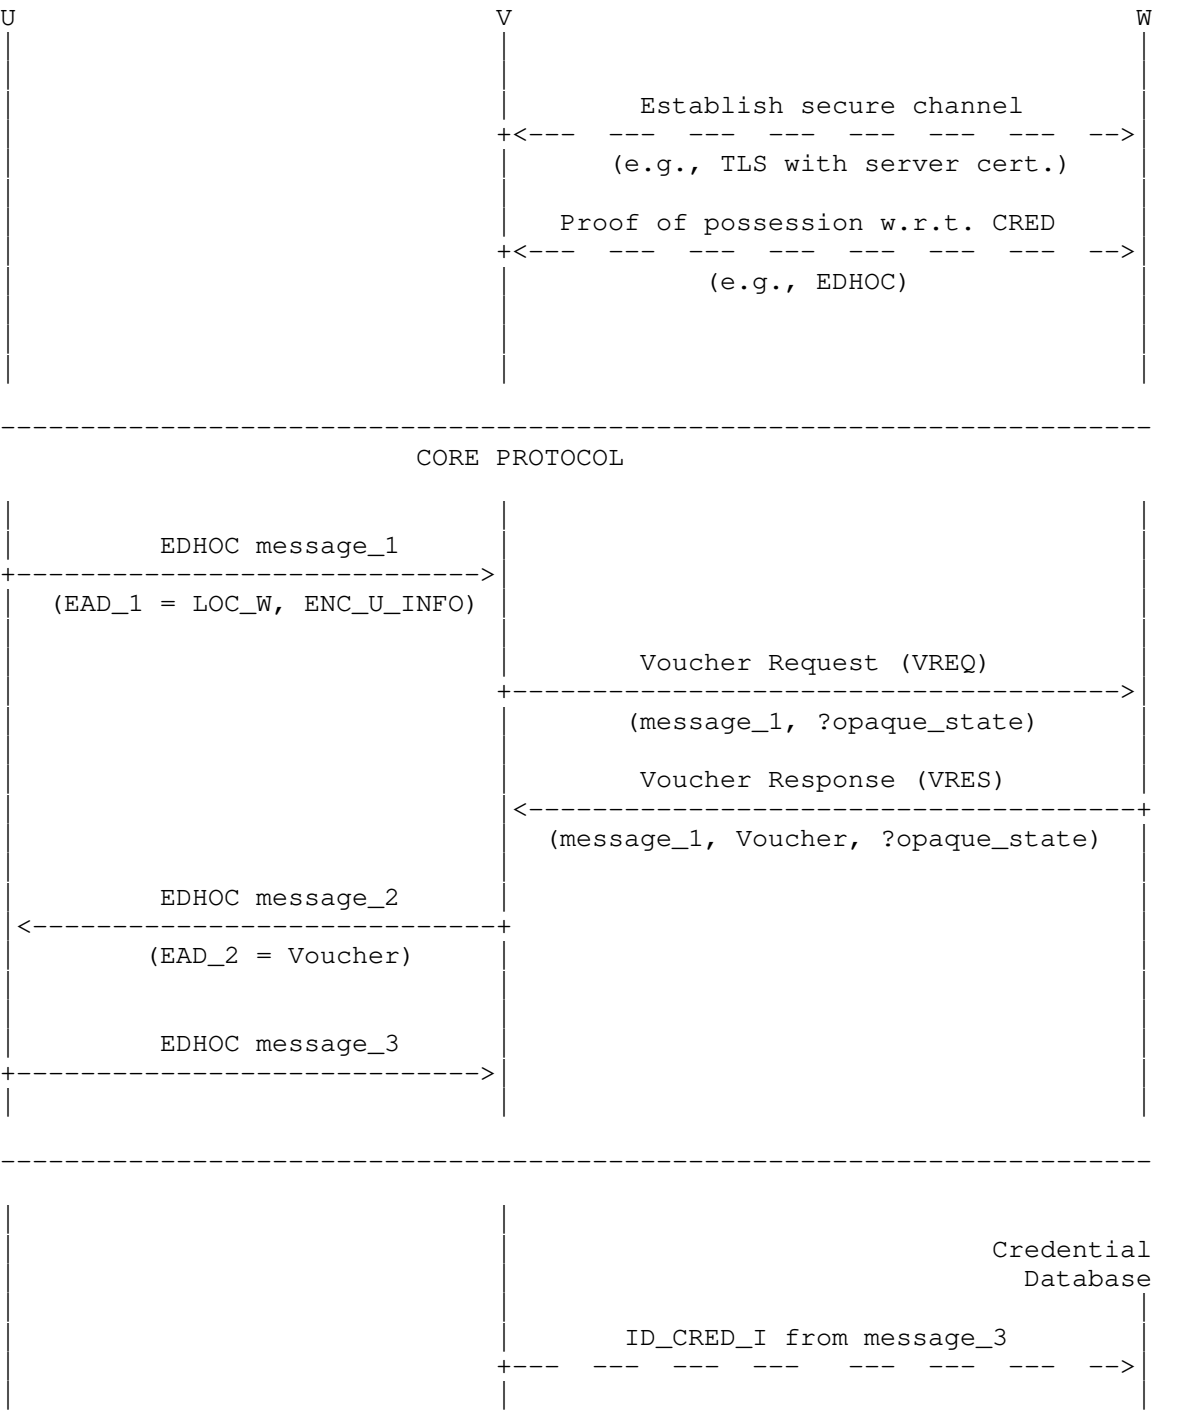 U V W
Establish secure channel
+<--- --- --- --- --- --- --- -->|
(e.g., TLS with server cert.)
Proof of possession w.r.t. CRED
+<--- --- --- --- --- --- --- -->|
(e.g., EDHOC)
CORE PROTOCOL
EDHOC message_1
+----------------------------->|
(EAD_1 = LOC_W, ENC_U_INFO)
Voucher Request (VREQ)
+-------------------------------------->|
(message_1, ?opaque_state)
Voucher Response (VRES)
|<--------------------------------------+
(message_1, Voucher, ?opaque_state)
EDHOC message_2
|<-----------------------------+
(EAD_2 = Voucher)
EDHOC message_3
+----------------------------->|
Credential
Database
ID_CRED_I from message_3
+--- --- --- --- --- --- --- -->|